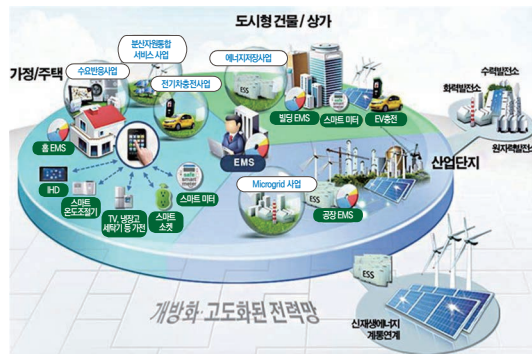 도시형 건물 / 상가
분산자원통합
서비스 사업
에너지저장사업
가정/주택
수요반응사업
전기차충전사업
수력발전소
화력발전소
원자력발전소
ESS
빌딩 EMS
스마트 미터
EV충전
홈 EMS
EMS
산업단지
IHD
스마트
온도조절기
TV, 냉장고
세탁기 등 가전
스마트
소켓
스마트 미터
Microgrid 사업
ESS
공장 EMS
ESS
개방화·고도화된 전력망
신재생에너지
계통연계